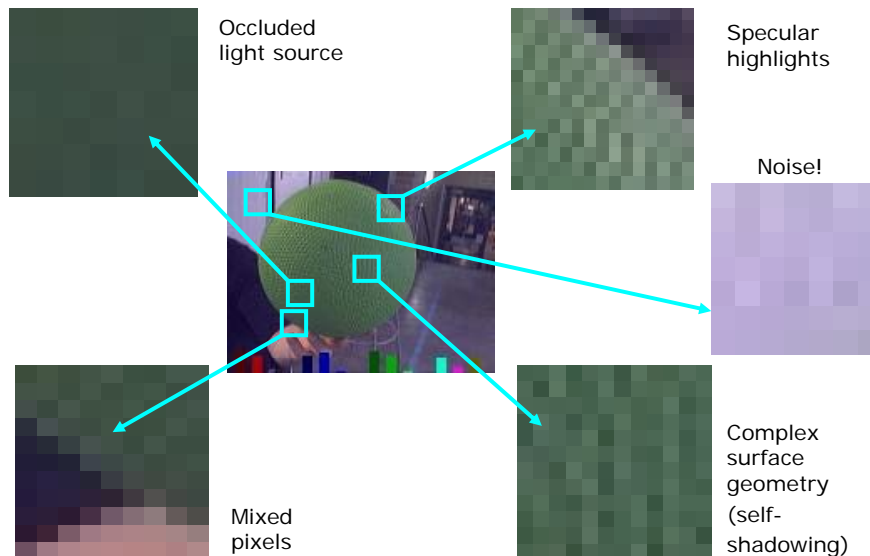 Occluded
light source
Specular
highlights
Noise!
Mixed
pixels
Complex
surface
geometry
(self-
shadowing)